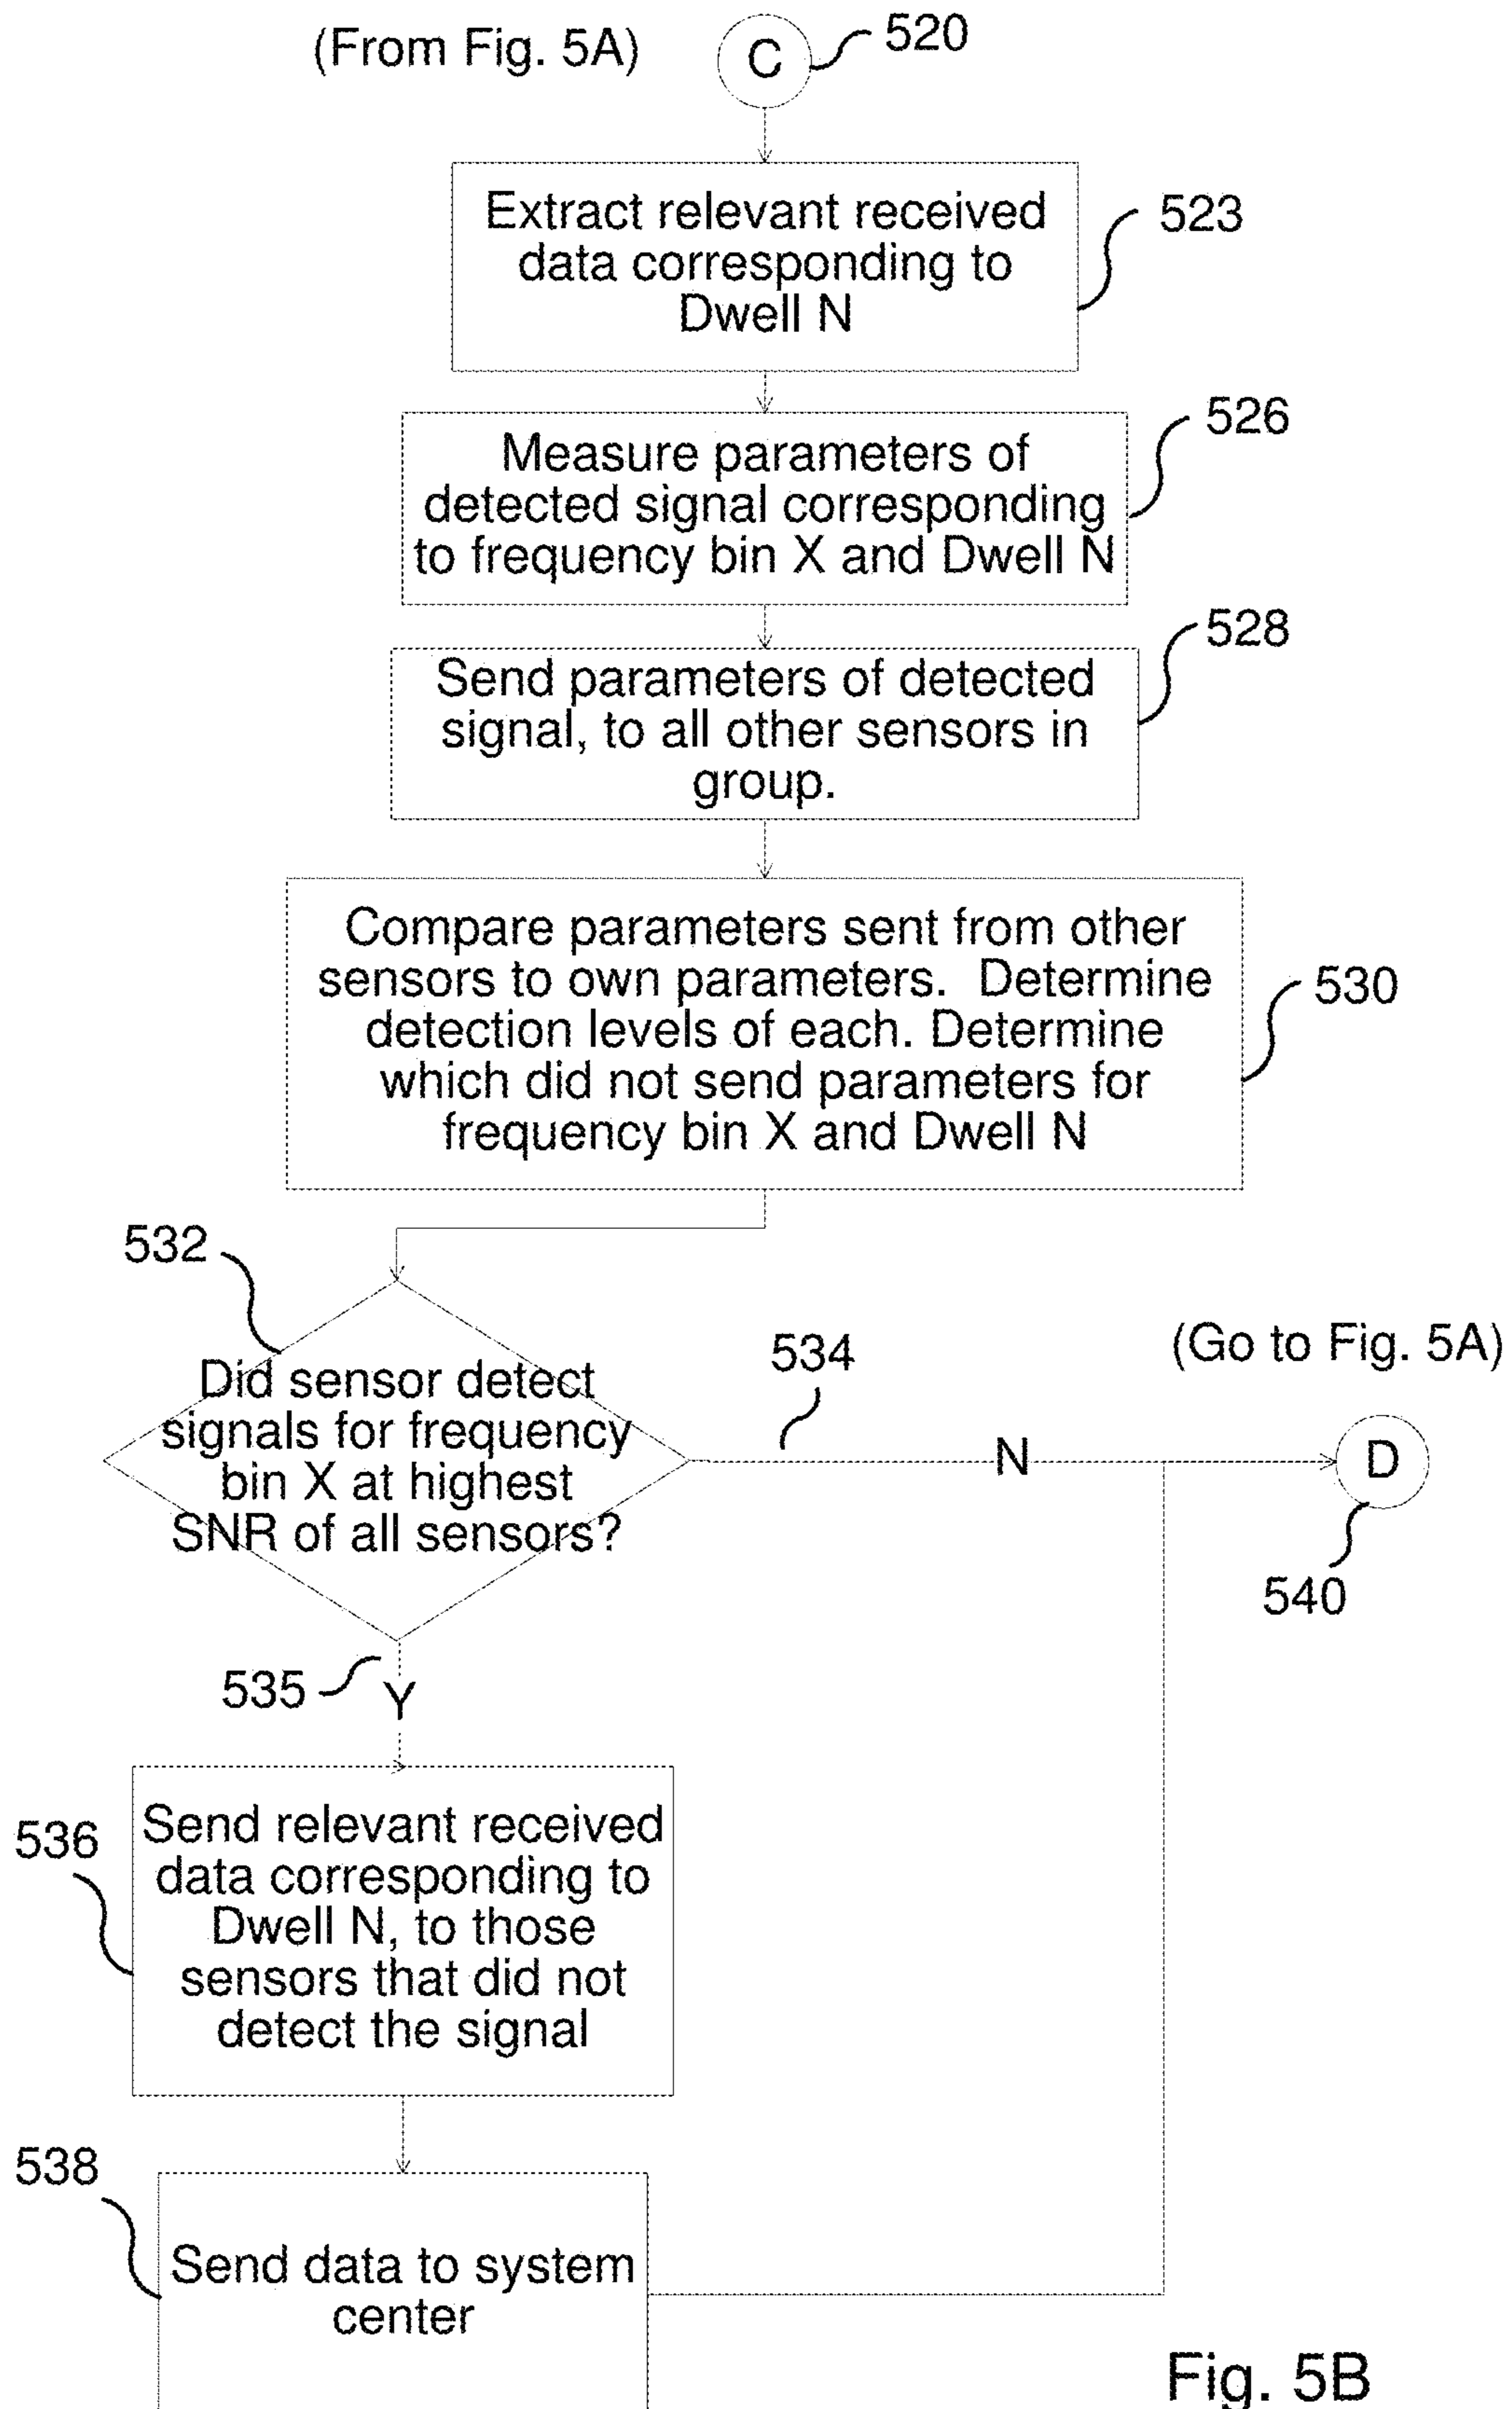 (From Fig. 5A)
C
520
Extract relevant received
data corresponding to
Dwell N
523
Measure parameters of
detected signal corresponding
to frequency bin X and Dwell N
526
Send parameters of detected
signal, to all other sensors in
group.
528
Compare parameters sent from other
sensors to own parameters. Determine
detection levels of each. Determine
which did not send parameters for
frequency bin X and Dwell N
530
532
Did sensor detect
signals for frequency
bin X at highest
SNR of all sensors?
534
N
(Go to Fig. 5A)
D
540
535
Y
536
Send relevant received
data corresponding to
Dwell N, to those
sensors that did not
detect the signal
538
Send data to system
center
Fig. 5B